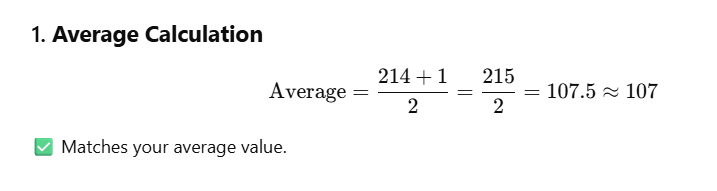 1. Average Calculation
Average = 214 + 1 / 2 = 215 / 2 = 107.5 ≈ 107
✅ Matches your average value.